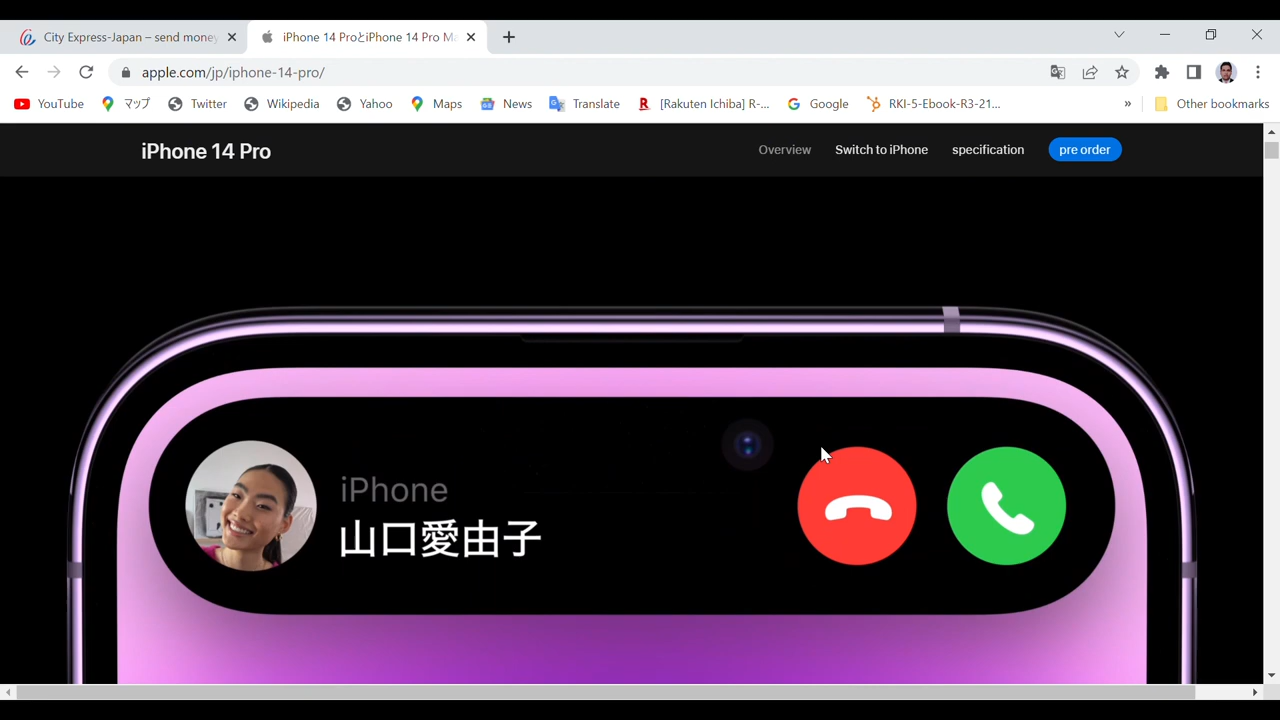 City Express-Japan – send money
iPhone 14 ProとiPhone 14 Pro Ma
apple.com/jp/iphone-14-pro/
YouTube マップ Twitter Wikipedia Yahoo Maps News Translate [Rakuten Ichiba] R-... Google RKI-5-Ebook-R3-21... » Other bookmarks
iPhone 14 Pro Overview Switch to iPhone specification pre order
iPhone
山口愛由子